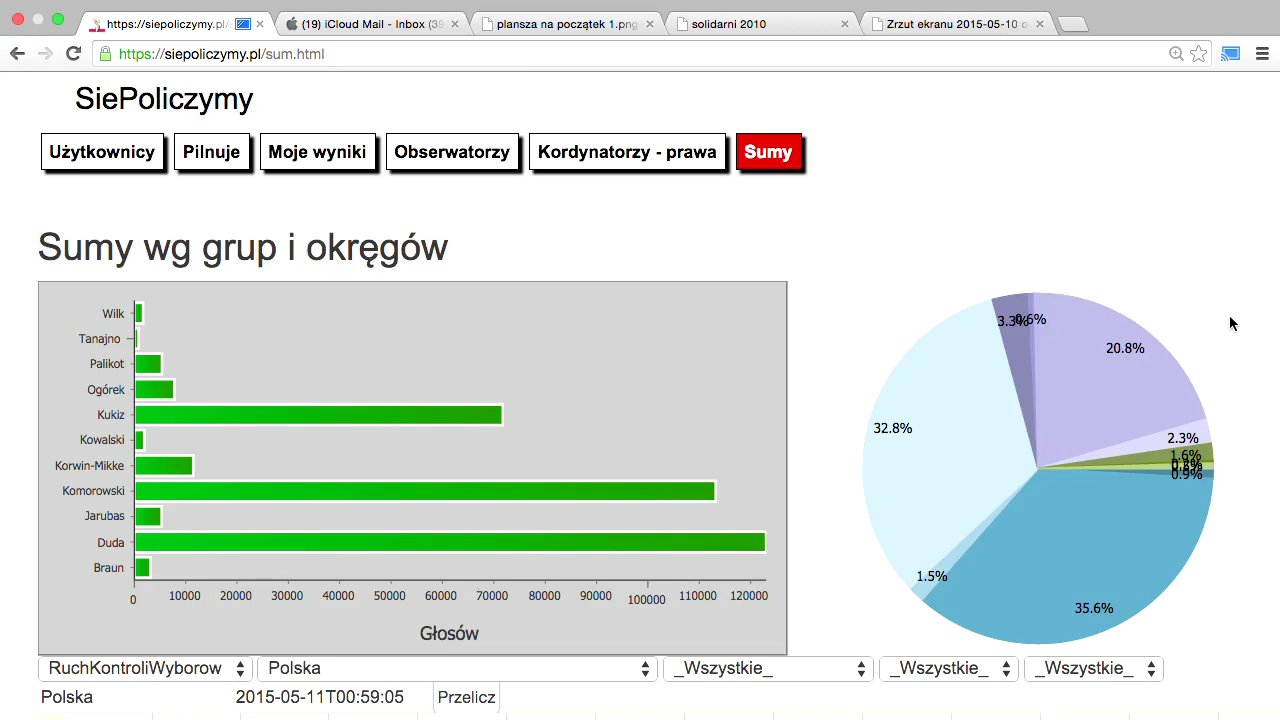 https://siepoliczymy.pl/
(19) iCloud Mail - Inbox (39
plansza na początek 1.png
solidarni 2010
Zrzut ekranu 2015-05-10 o
https://siepoliczymy.pl/sum.html
SiePoliczymy
Użytkownicy
Pilnuje
Moje wyniki
Obserwatorzy
Kordynatorzy - prawa
Sumy
Sumy wg grup i okręgów
Wilk
Tanajno
Palikot
Ogórek
Kukiz
Kowalski
Korwin-Mikke
Komorowski
Jarubas
Duda
Braun
0 10000 20000 30000 40000 50000 60000 70000 80000 90000 100000 110000 120000
Głosów
3.3%
0.6%
20.8%
2.3%
1.6%
0.9%
32.8%
1.5%
35.6%
RuchKontroliWyborow
Polska
_Wszystkie_
_Wszystkie_
_Wszystkie_
Polska 2015-05-11T00:59:05 Przelicz